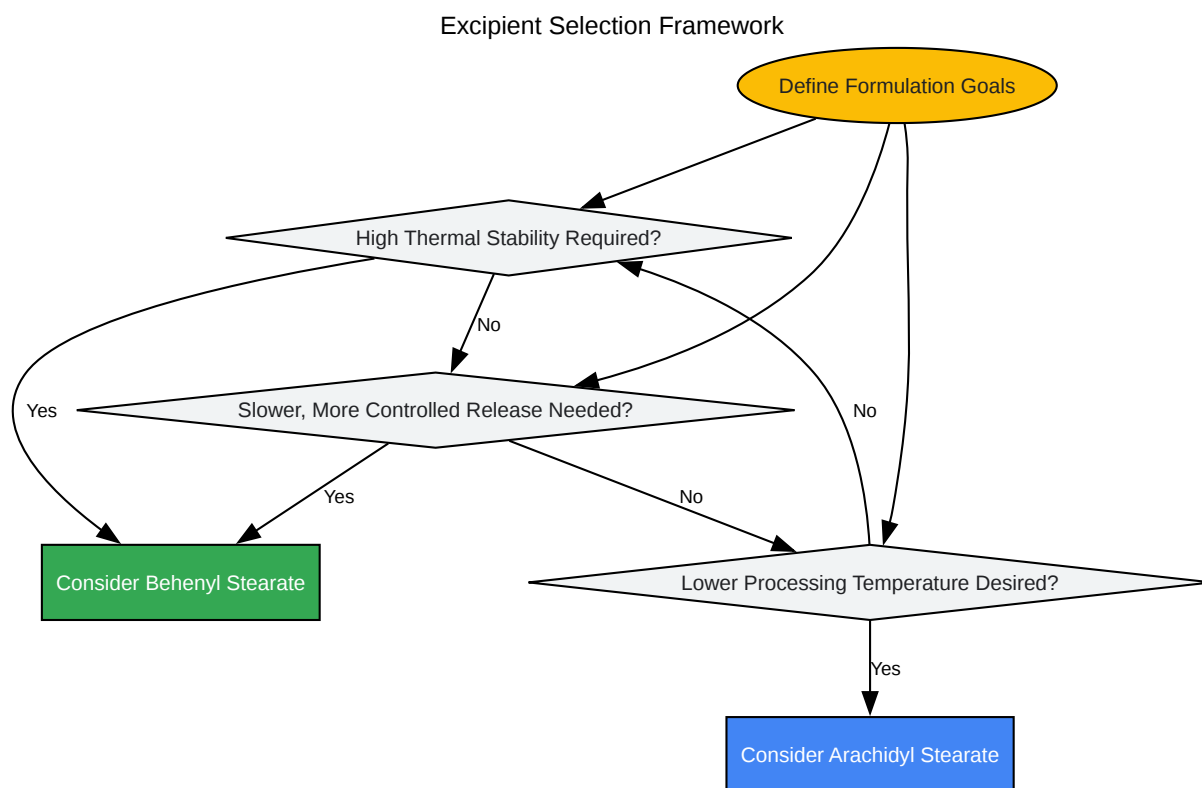 Excipient Selection Framework
Define Formulation Goals
High Thermal Stability Required?
No
Yes
Slower, More Controlled Release Needed?
No
Yes
No
Consider Behenyl Stearate
Lower Processing Temperature Desired?
Yes
Consider Arachidyl Stearate